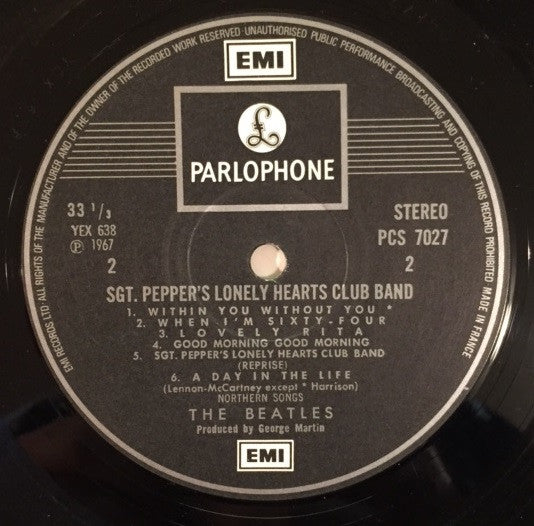 EMI RECORDS LTD ALL RIGHTS OF THE MANUFACTURER AND OF THE OWNER OF THE RECORDED WORK RESERVED UNAUTHORISED PUBLIC PERFORMANCE BROADCASTING AND COPYING OF THIS RECORD PROHIBITED MADE IN FRANCE
EMI
£
PARLOPHONE
33 1/3
YEX 638
℗ 1967
2
STEREO
PCS 7027
2
SGT. PEPPER'S LONELY HEARTS CLUB BAND
1. WITHIN YOU WITHOUT YOU *
2. WHEN I'M SIXTY-FOUR
3. LOVELY RITA
4. GOOD MORNING GOOD MORNING
5. SGT. PEPPER'S LONELY HEARTS CLUB BAND
(REPRISE)
6. A DAY IN THE LIFE
(Lennon-McCartney except * Harrison)
NORTHERN SONGS
THE BEATLES
Produced by George Martin
EMI